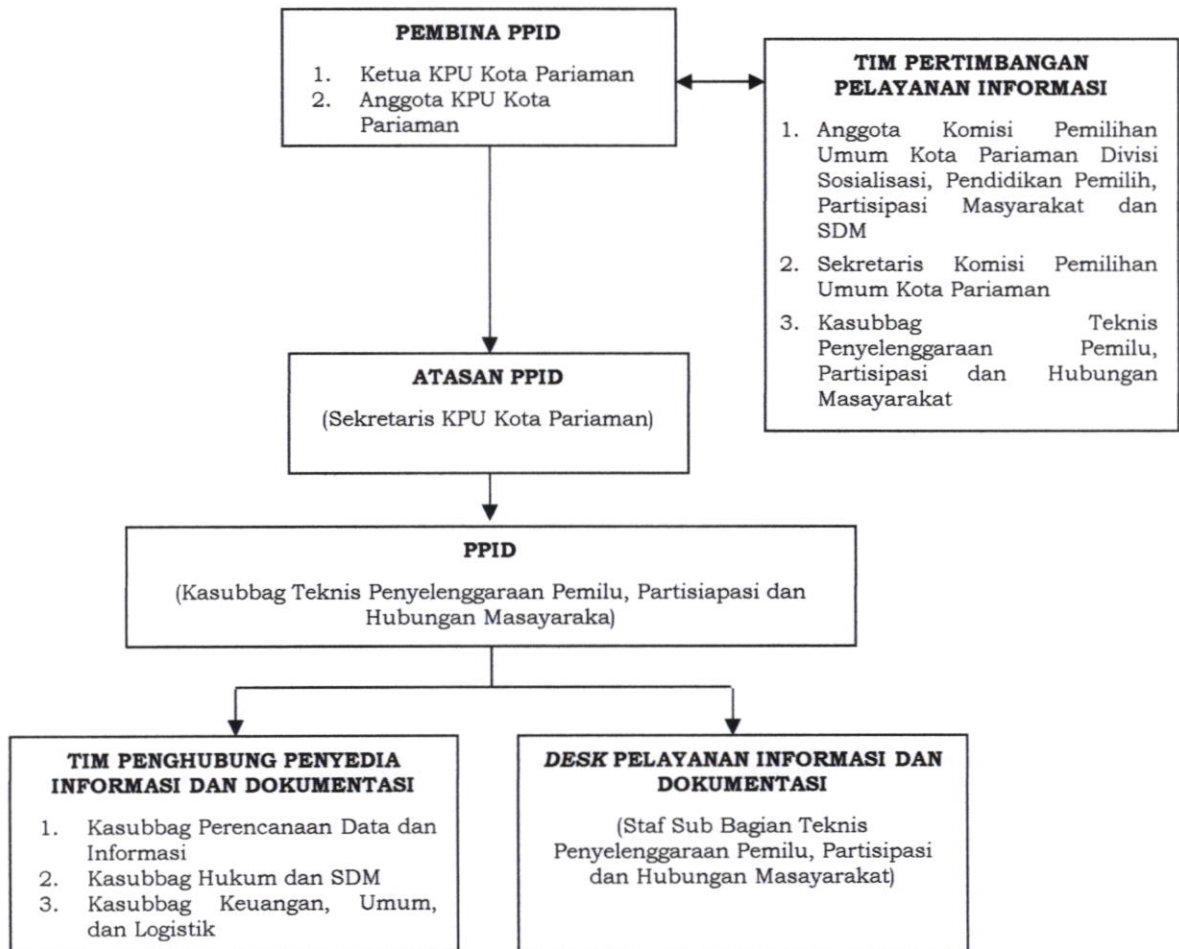 PEMBINA PPID
1. Ketua KPU Kota Pariaman
2. Anggota KPU Kota
Pariaman
TIM PERTIMBANGAN
PELAYANAN INFORMASI
1. Anggota Komisi Pemilihan
Umum Kota Pariaman Divisi
Sosialisasi, Pendidikan Pemilih,
Partisipasi Masyarakat dan
SDM
2. Sekretaris Komisi Pemilihan
Umum Kota Pariaman
3. Kasubbag Teknis
Penyelenggaraan Pemilu,
Partisipasi dan Hubungan
Masayarakat
ATASAN PPID
(Sekretaris KPU Kota Pariaman)
PPID
(Kasubbag Teknis Penyelenggaraan Pemilu, Partisiapasi dan
Hubungan Masayaraka)
TIM PENGHUBUNG PENYEDIA
INFORMASI DAN DOKUMENTASI
1. Kasubbag Perencanaan Data dan
Informasi
2. Kasubbag Hukum dan SDM
3. Kasubbag Keuangan, Umum,
dan Logistik
DESK PELAYANAN INFORMASI DAN
DOKUMENTASI
(Staf Sub Bagian Teknis
Penyelenggaraan Pemilu, Partisipasi
dan Hubungan Masayarakat)